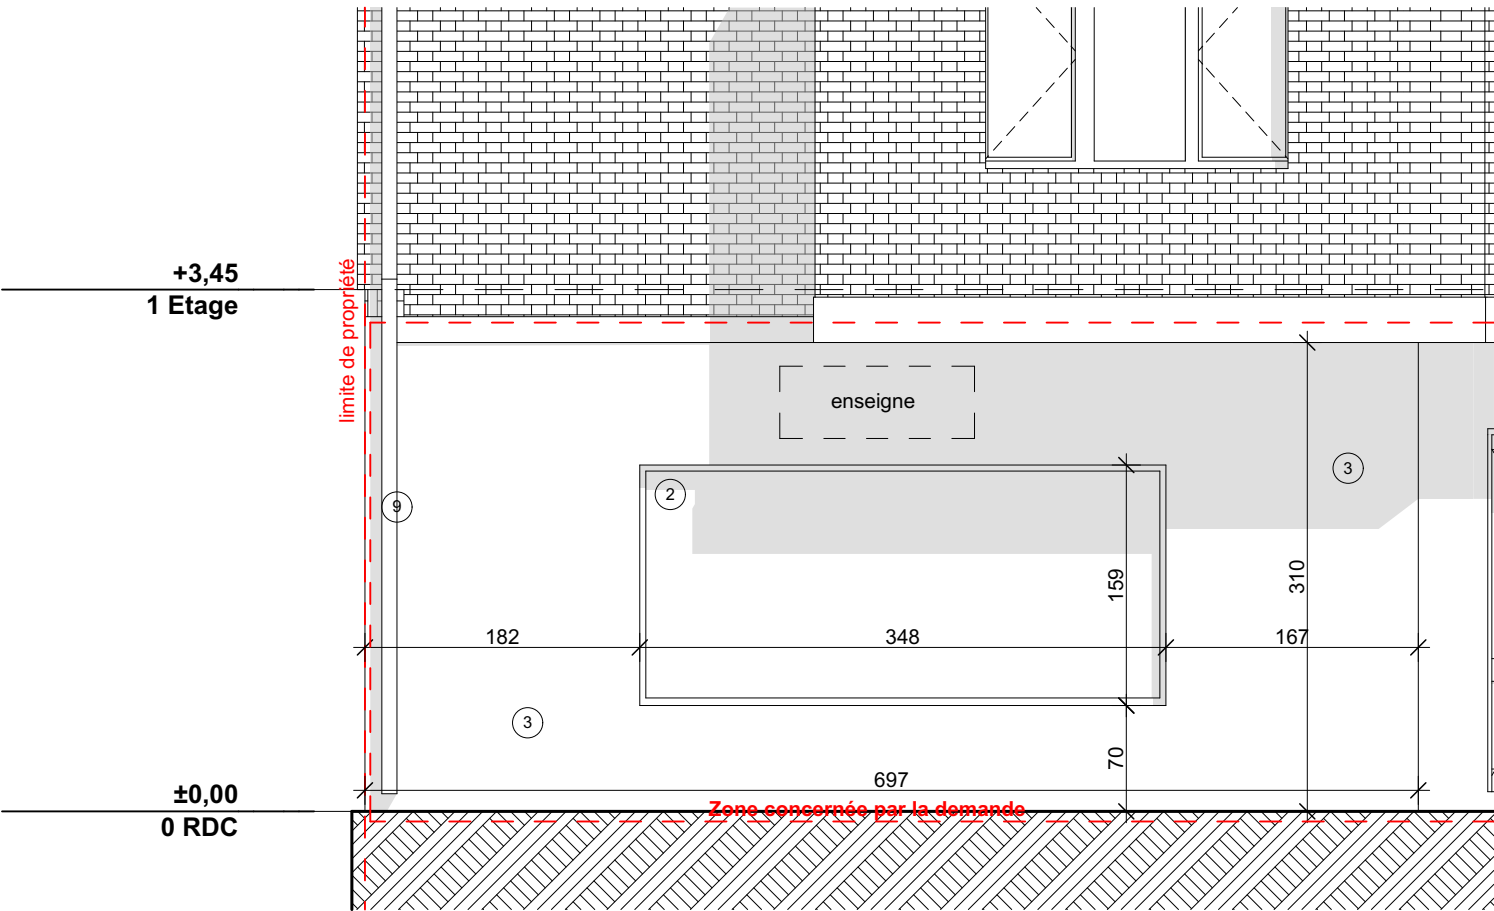 +3,45
1 Etage
limite de propriété
enseigne
3
2
9
159
310
182
348
167
3
70
697
±0,00
0 RDC
Zone concernée par la demande